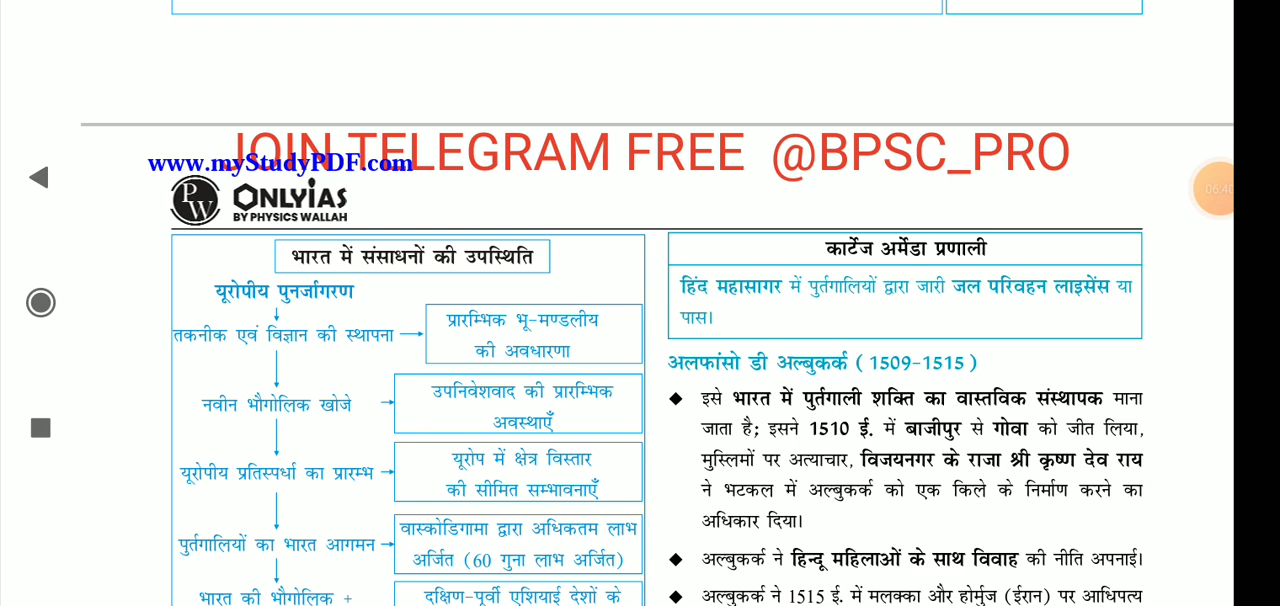 JOIN TELEGRAM FREE @BPSC_PRO
www.myStudyPDF.com
PW ONLYIAS
BY PHYSICS WALLAH
06:40
भारत में संसाधनों की उपस्थिति
यूरोपीय पुनर्जागरण
तकनीक एवं विज्ञान की स्थापना
प्रारम्भिक भू-मण्डलीय
की अवधारणा
नवीन भौगोलिक खोजे
उपनिवेशवाद की प्रारम्भिक
अवस्थाएँ
यूरोपीय प्रतिस्पर्धा का प्रारम्भ
यूरोप में क्षेत्र विस्तार
की सीमित सम्भावनाएँ
पुर्तगालियों का भारत आगमन
वास्कोडिगामा द्वारा अधिकतम लाभ
अर्जित (60 गुना लाभ अर्जित)
भारत की भौगोलिक +
दक्षिण-पूर्वी एशियाई देशों के
कार्टेज अर्मेडा प्रणाली
हिंद महासागर में पुर्तगालियों द्वारा जारी जल परिवहन लाइसेंस या
पास।
अलफांसो डी अल्बुकर्क (1509-1515)
◆ इसे भारत में पुर्तगाली शक्ति का वास्तविक संस्थापक माना
जाता है; इसने 1510 ई. में बाजीपुर से गोवा को जीत लिया,
मुस्लिमों पर अत्याचार, विजयनगर के राजा श्री कृष्ण देव राय
ने भटकल में अल्बुकर्क को एक किले के निर्माण करने का
अधिकार दिया।
◆ अल्बुकर्क ने हिन्दू महिलाओं के साथ विवाह की नीति अपनाई।
◆ अल्बुकर्क ने 1515 ई. में मलक्का और होर्मुज (ईरान) पर आधिपत्य